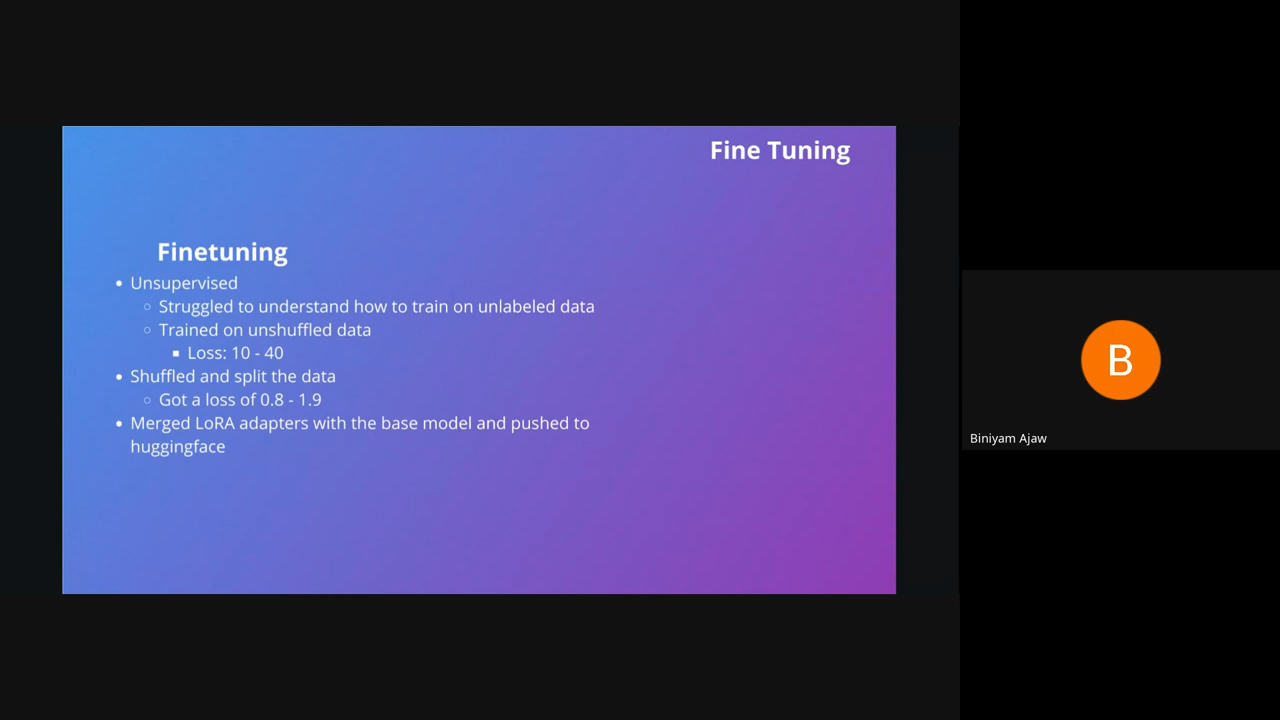 Fine Tuning
Finetuning
• Unsupervised
◦ Struggled to understand how to train on unlabeled data
◦ Trained on unshuffled data
▪ Loss: 10 - 40
• Shuffled and split the data
◦ Got a loss of 0.8 - 1.9
• Merged LoRA adapters with the base model and pushed to
huggingface
B
Biniyam Ajaw